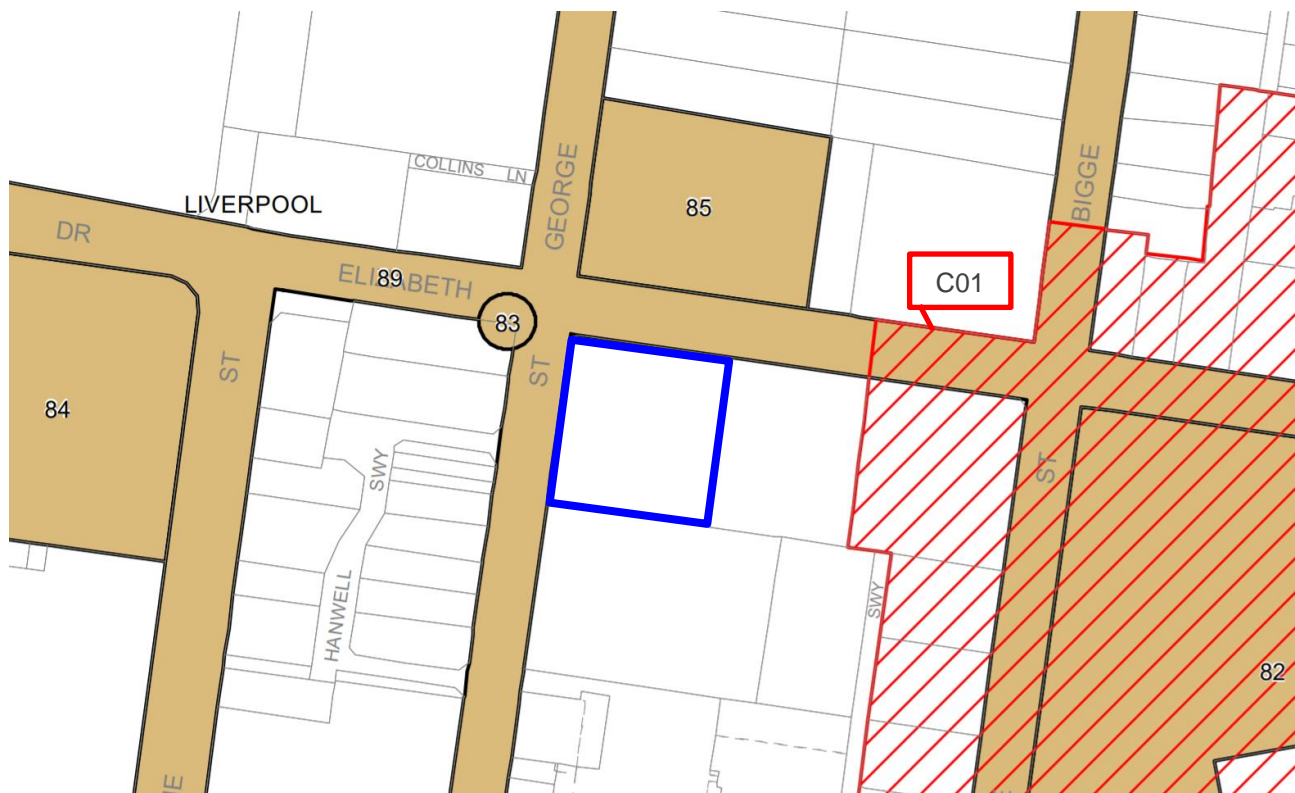 COLLINS LN
GEORGE
BIGGE
LIVERPOOL
85
DR
89
ELIZABETH
C01
83
ST
ST
84
SWY
ST
SWY
HANWELL
82
NE
E